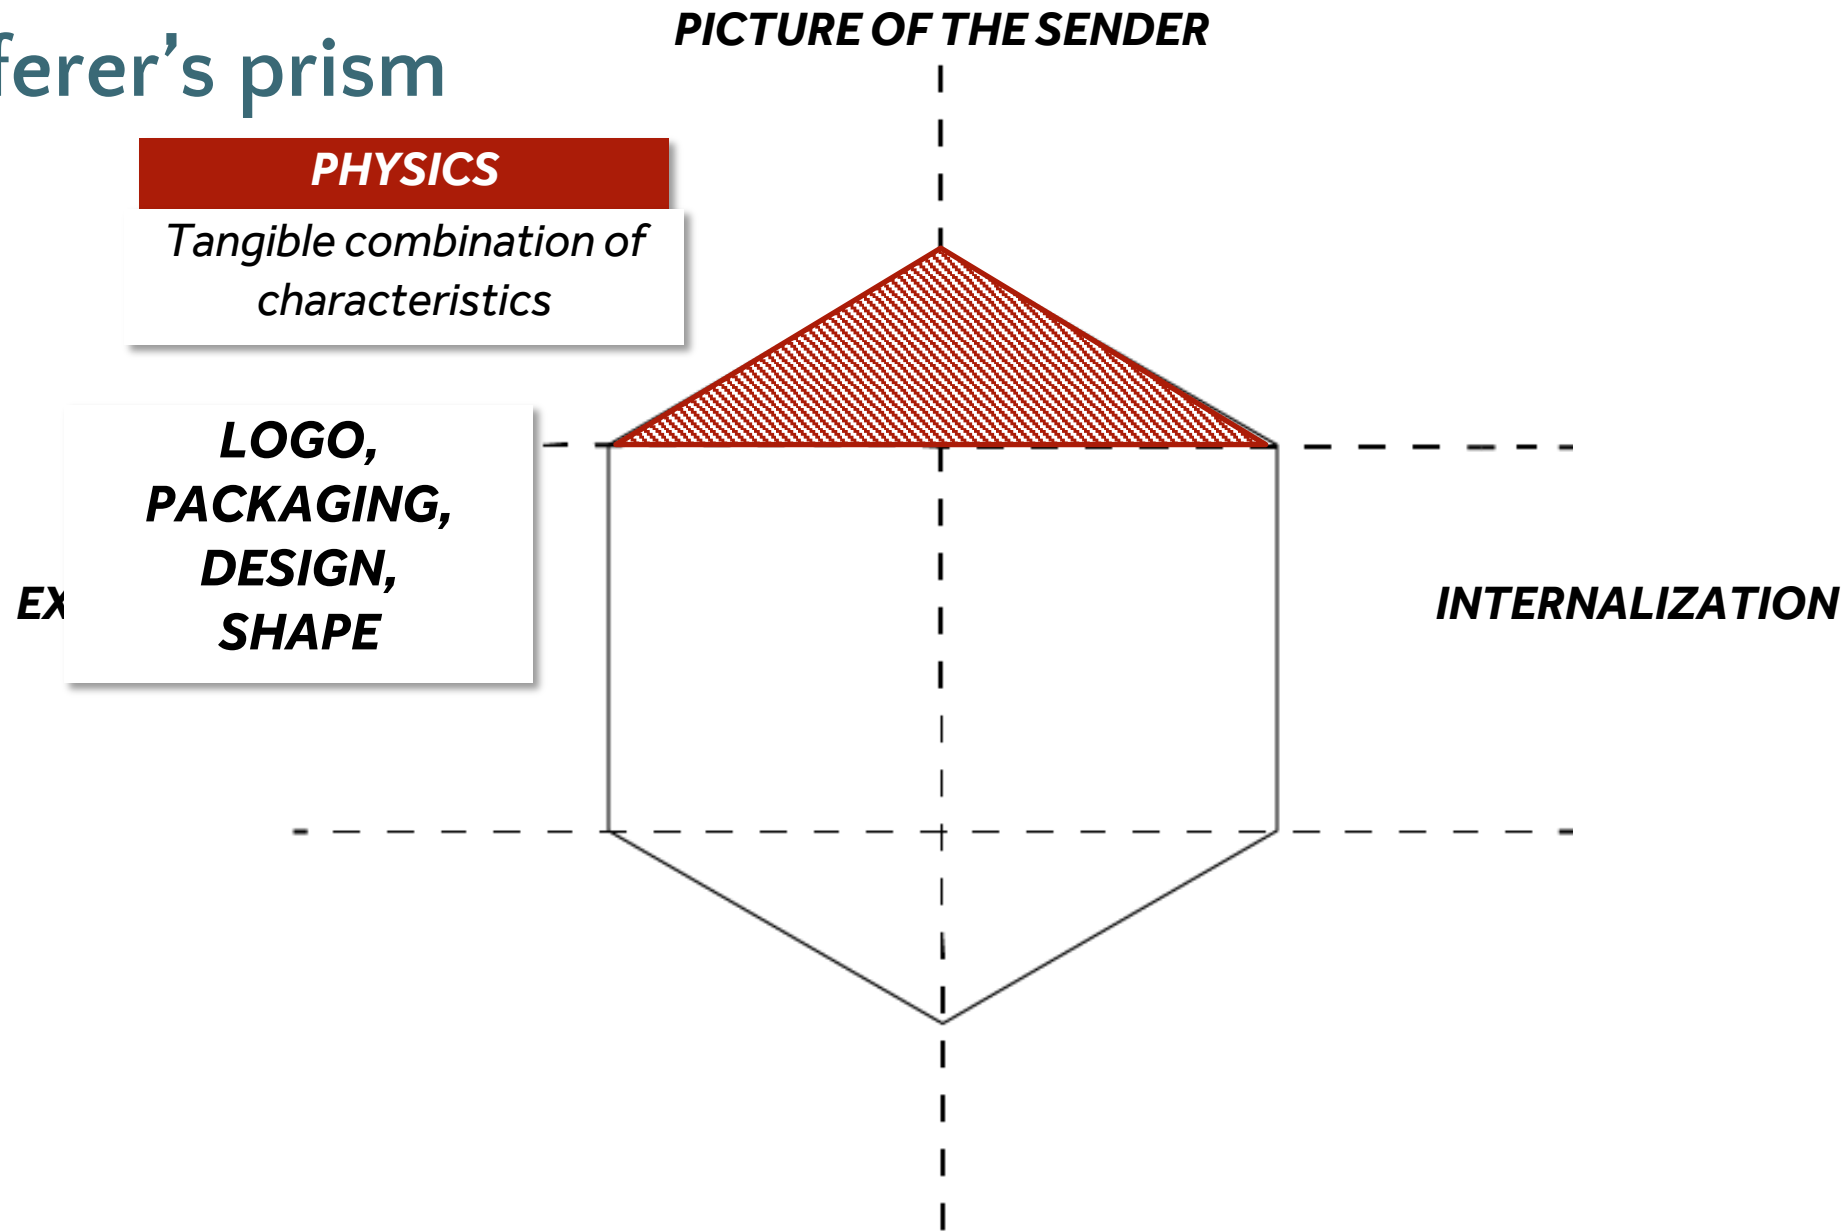 PICTURE OF THE SENDER
ferer’s prism
PHYSICS
Tangible combination of
characteristics
LOGO,
PACKAGING,
DESIGN,
SHAPE
EX
INTERNALIZATION